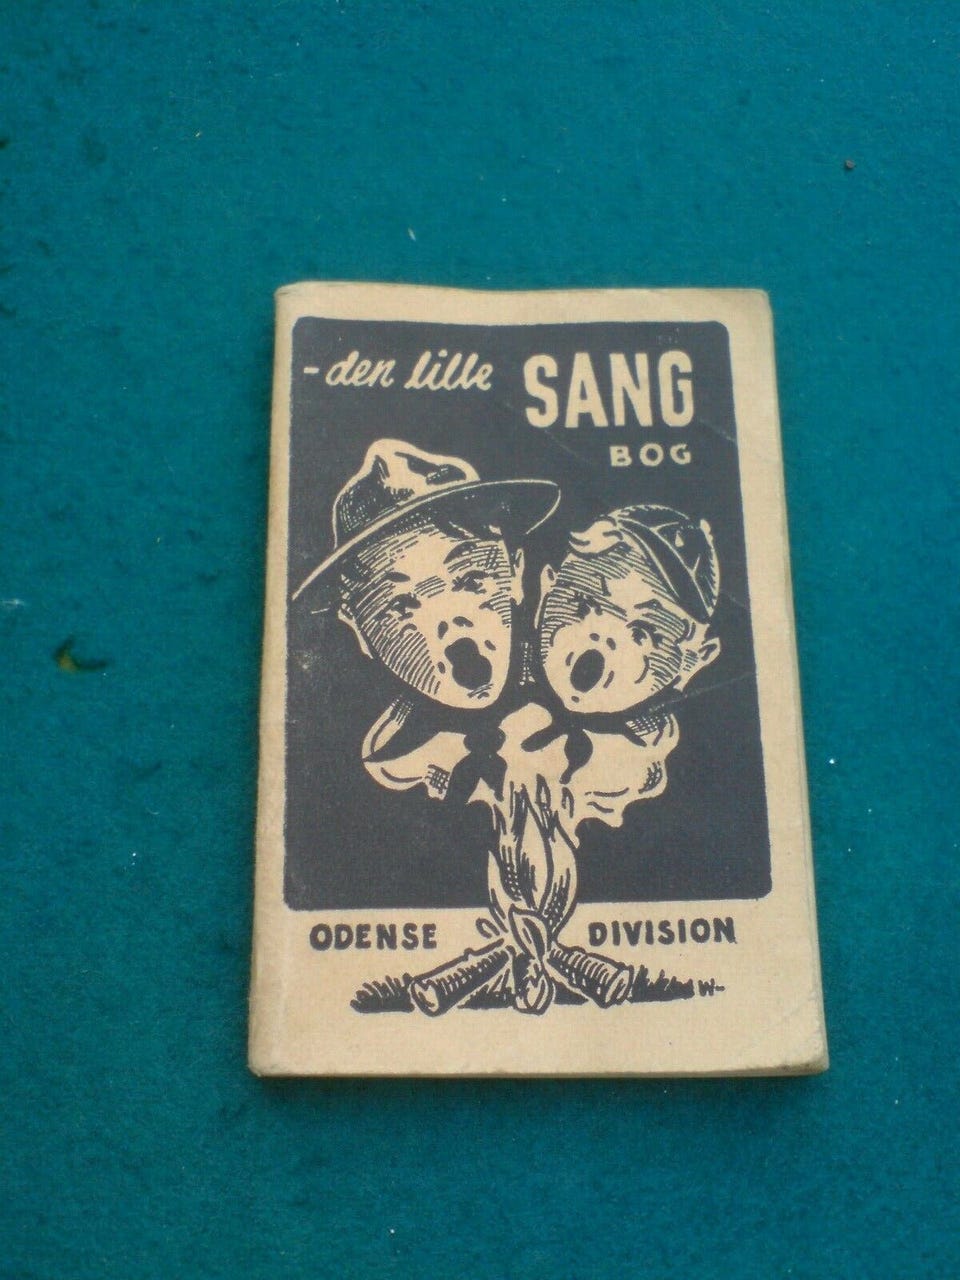 - den lille SANG
BOG
ODENSE DIVISION
W-